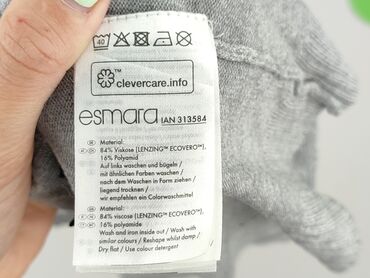 40
™ clevercare.info
esmara IAN 313584
Material:
84% Viskose (LENZING™ ECOVERO™),
16% Polyamid
Auf links waschen und bügeln /
mit ähnlichen Farben waschen /
nach dem Waschen in Form ziehen /
liegend trocknen /
wir empfehlen ein Colorwaschmittel
Material:
84% viscose (LENZING™ ECOVERO™),
16% polyamide
Wash and iron inside out / Wash with
similar colours / Reshape whilst damp /
Dry flat / Use colour detergent